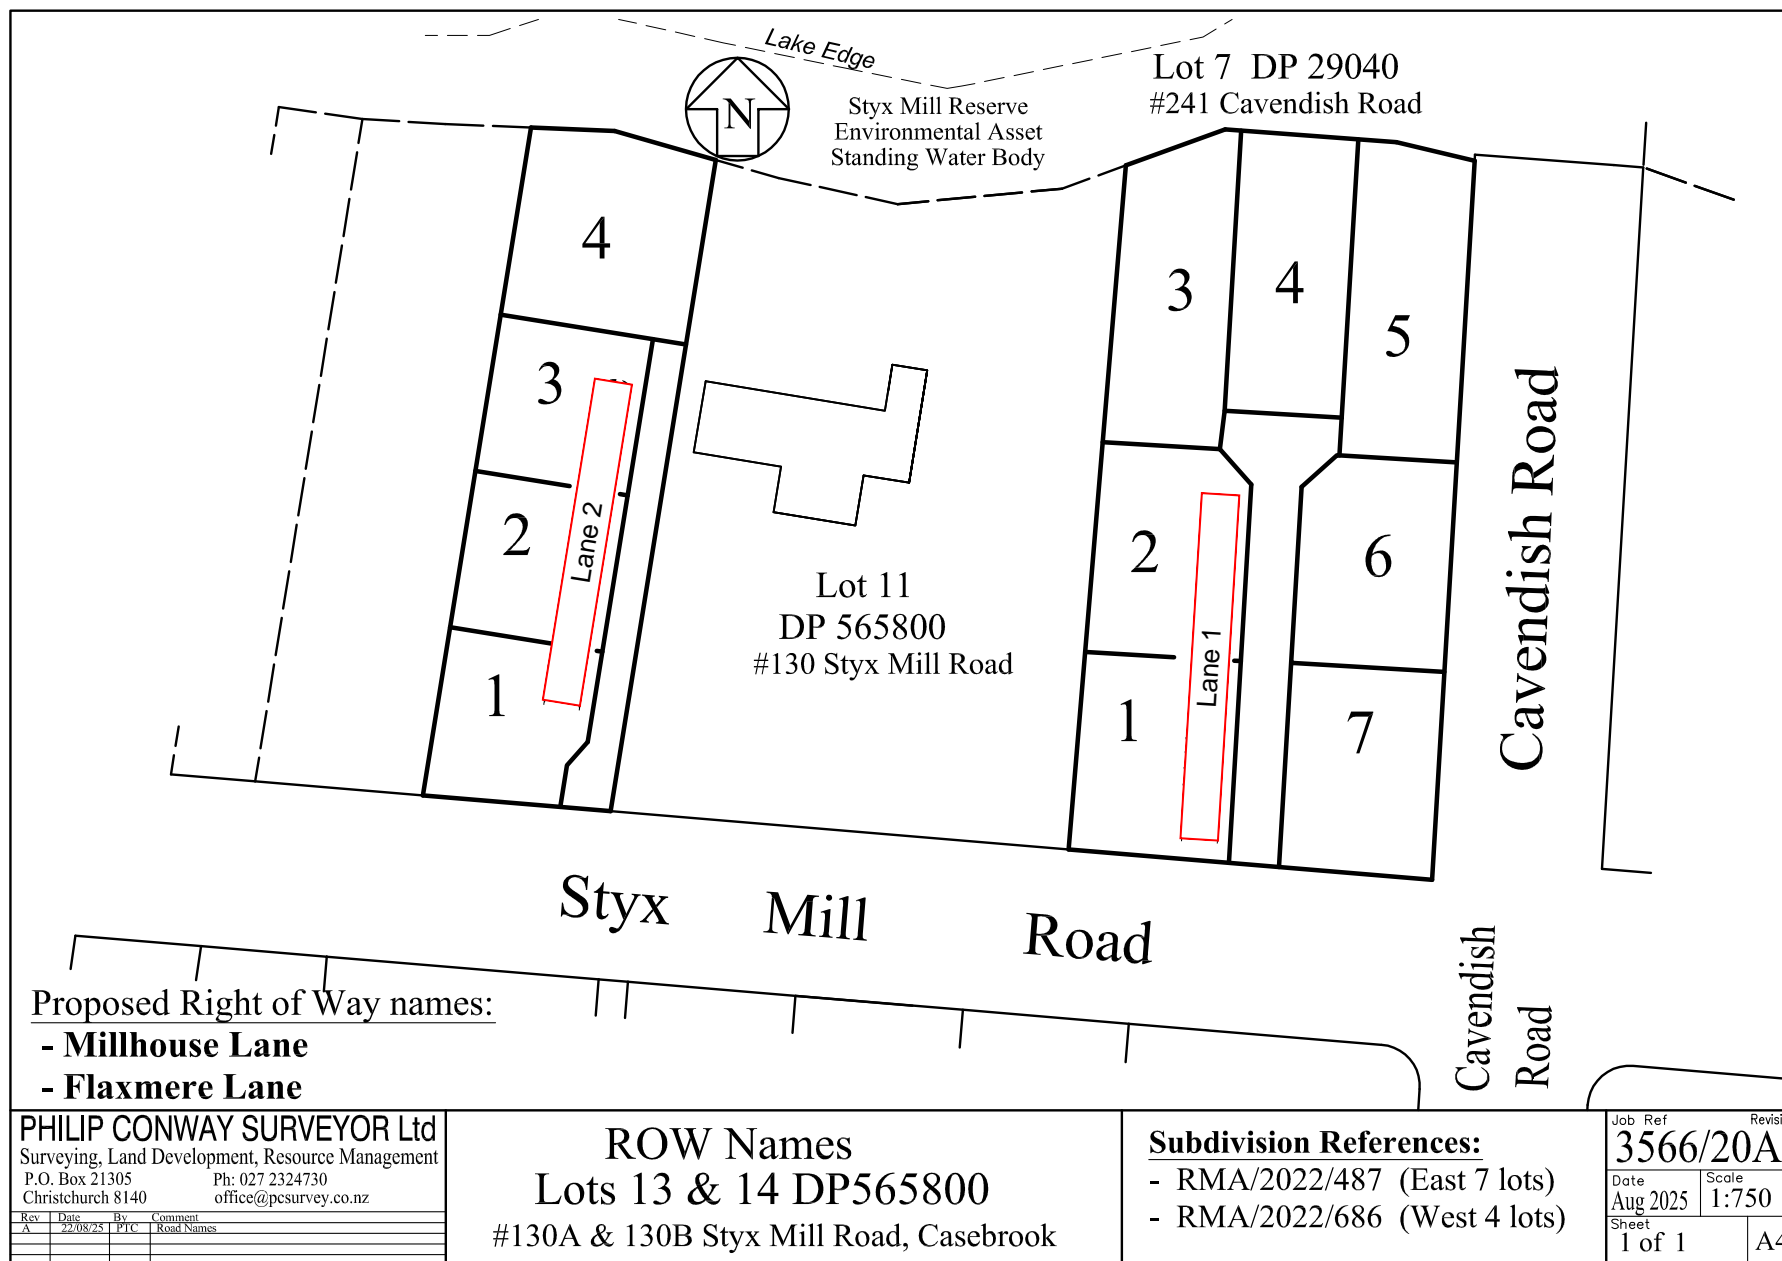 Lake Edge
Lot 7 DP 29040
#241 Cavendish Road
N
Styx Mill Reserve
Environmental Asset
Standing Water Body
4
3
2
1
Lane 2
Lot 11
DP 565800
#130 Styx Mill Road
3
4
5
2
6
1
7
Lane 1
Cavendish Road
Styx Mill Road
Cavendish
Road
Proposed Right of Way names:
- Millhouse Lane
- Flaxmere Lane
PHILIP CONWAY SURVEYOR Ltd
Surveying, Land Development, Resource Management
P.O. Box 21305 Ph: 027 2324730
Christchurch 8140 office@pcsurvey.co.nz
Rev Date By Comment
A 22/08/25 PTC Road Names
ROW Names
Lots 13 & 14 DP565800
#130A & 130B Styx Mill Road, Casebrook
Subdivision References:
- RMA/2022/487 (East 7 lots)
- RMA/2022/686 (West 4 lots)
Job Ref Revisi
3566/20A
Date Scale
Aug 2025 1:750
Sheet
1 of 1 A4